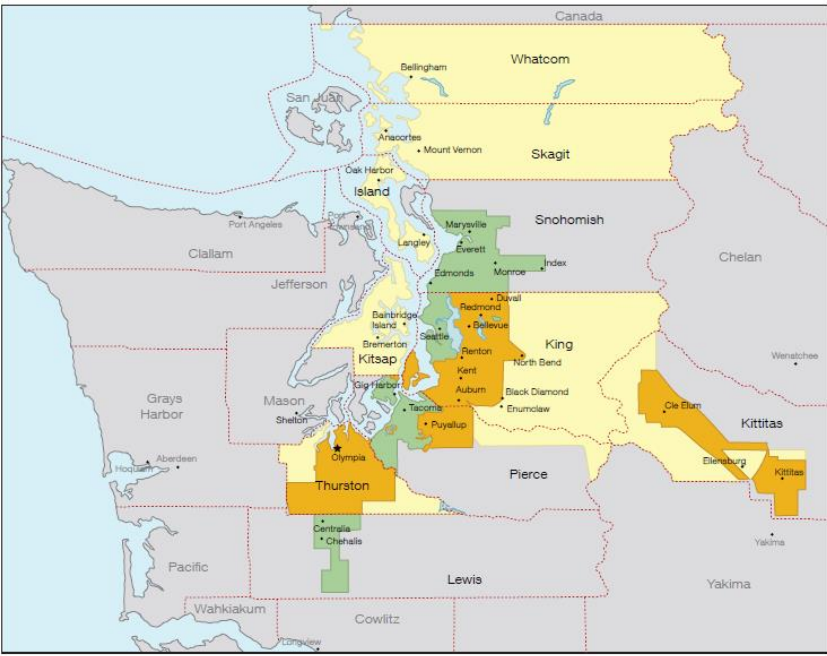 Canada
Whatcom
Bellingham
San Juan
Anacortes
Mount Vernon
Skagit
Oak Harbor
Island
Port
Townsend
Port Angeles
Clallam
Langley
Marysville
Everett
Snohomish
Index
Monroe
Edmonds
Chelan
Jefferson
Duvall
Redmond
Bainbridge
Island
Bellevue
Seattle
Bremerton
Kitsap
King
Renton
North Bend
Wenatchee
Kent
Gig Harbor
Auburn
Black Diamond
Enumclaw
Grays
Harbor
Mason
Shelton
Tacoma
Puyallup
Cle Elum
Kittitas
Aberdeen
Hoquiam
Olympia
Ellensburg
Kittitas
Thurston
Pierce
Centralia
Chehalis
Yakima
Pacific
Lewis
Yakima
Wahkiakum
Cowlitz
Longview